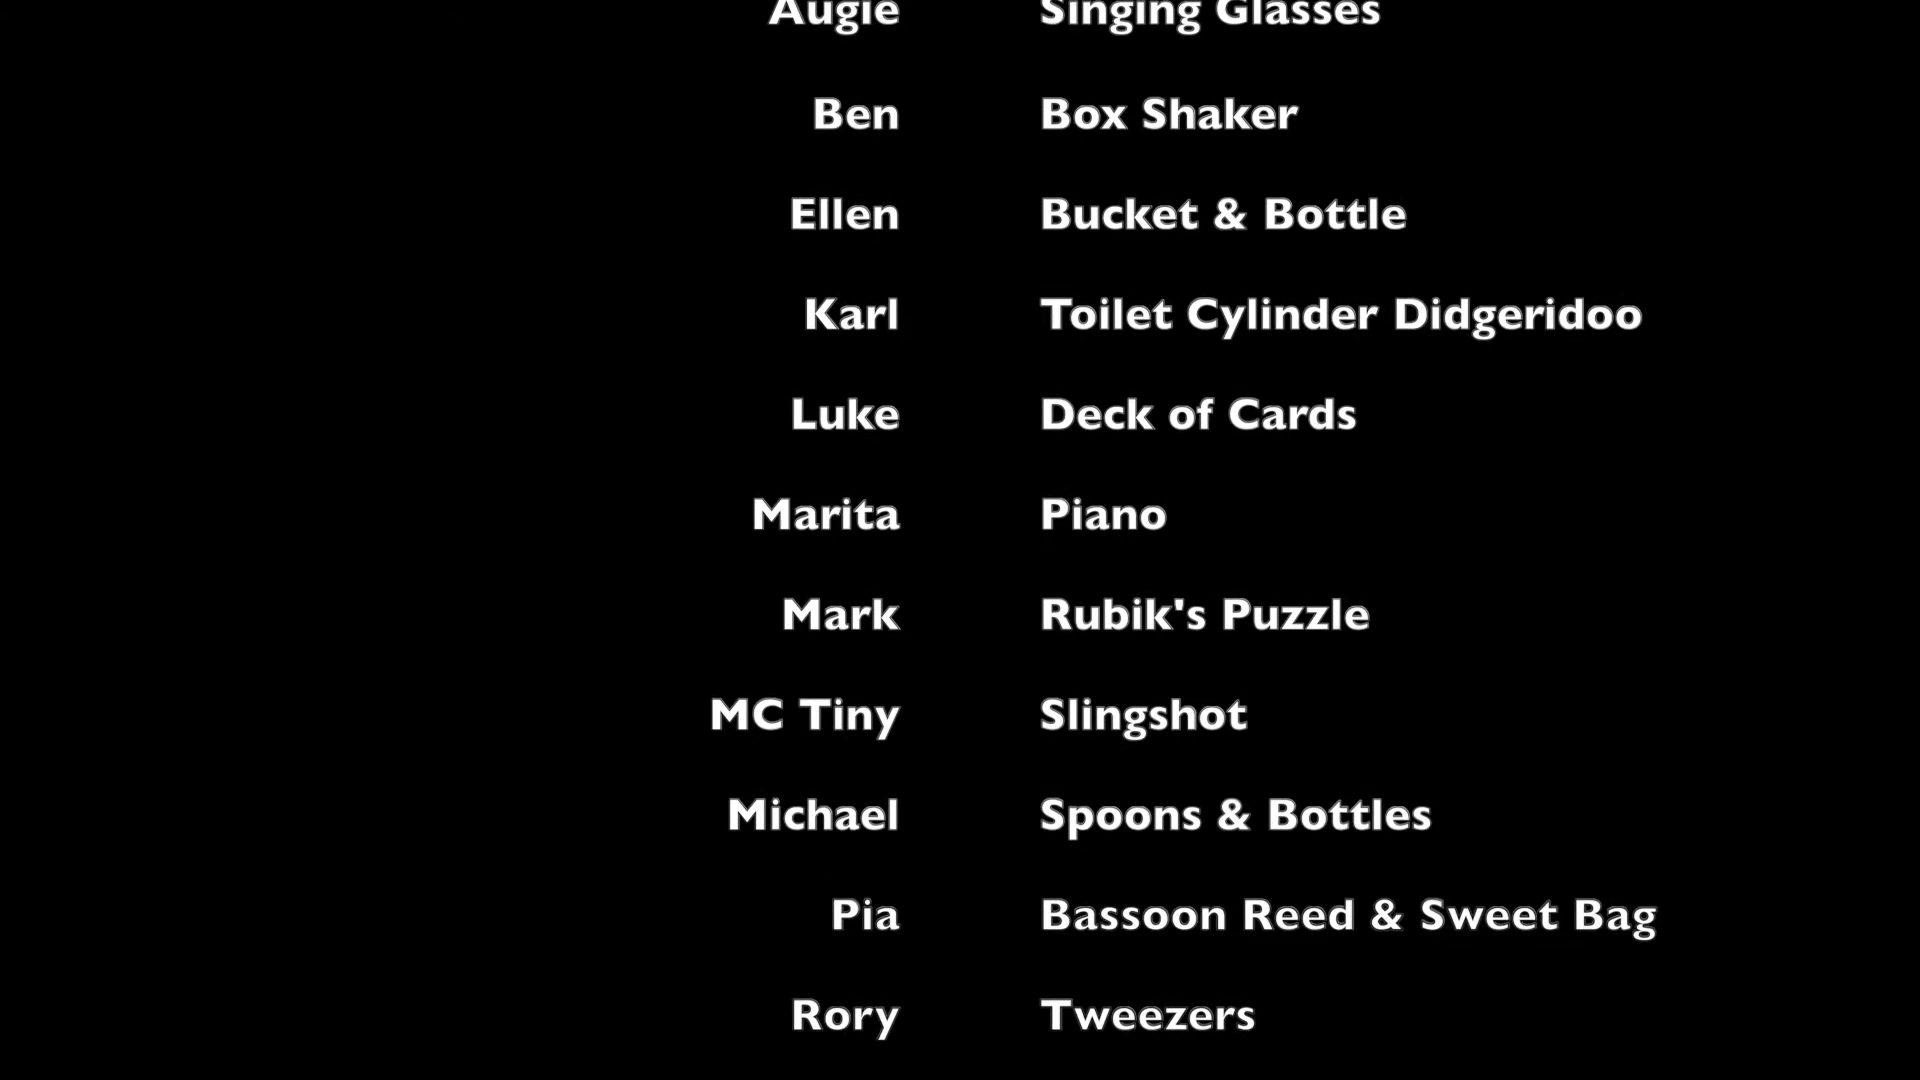 Augie Singing Glasses
Ben Box Shaker
Ellen Bucket & Bottle
Karl Toilet Cylinder Didgeridoo
Luke Deck of Cards
Marita Piano
Mark Rubik's Puzzle
MC Tiny Slingshot
Michael Spoons & Bottles
Pia Bassoon Reed & Sweet Bag
Rory Tweezers